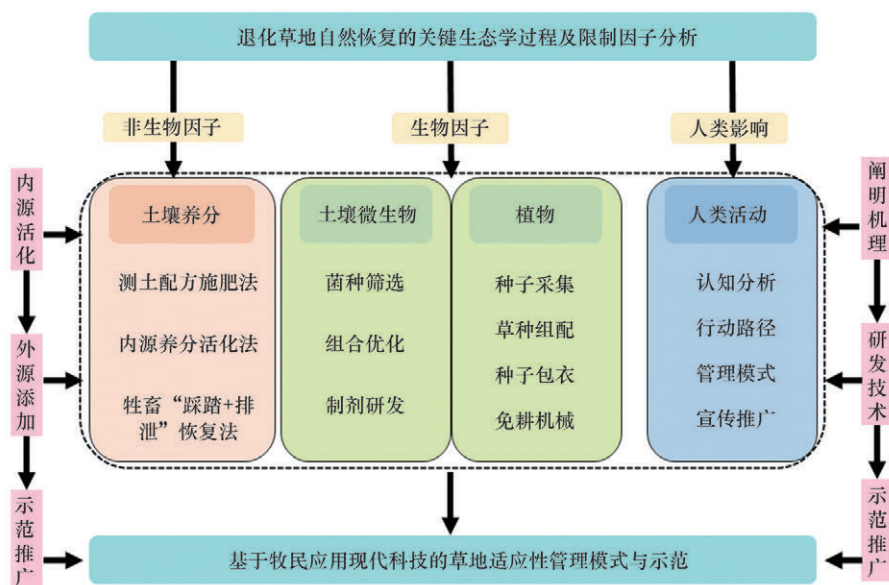 退化草地自然恢复的关键生态学过程及限制因子分析
非生物因子
生物因子
人类影响
内源活化
外源添加
示范推广
土壤养分
测土配方施肥法
内源养分活化法
牲畜“踩踏+排
泄”恢复法
土壤微生物
菌种筛选
组合优化
制剂研发
植物
种子采集
草种组配
种子包衣
免耕机械
人类活动
认知分析
行动路径
管理模式
宣传推广
阐明机理
研发技术
示范推广
基于牧民应用现代科技的草地适应性管理模式与示范